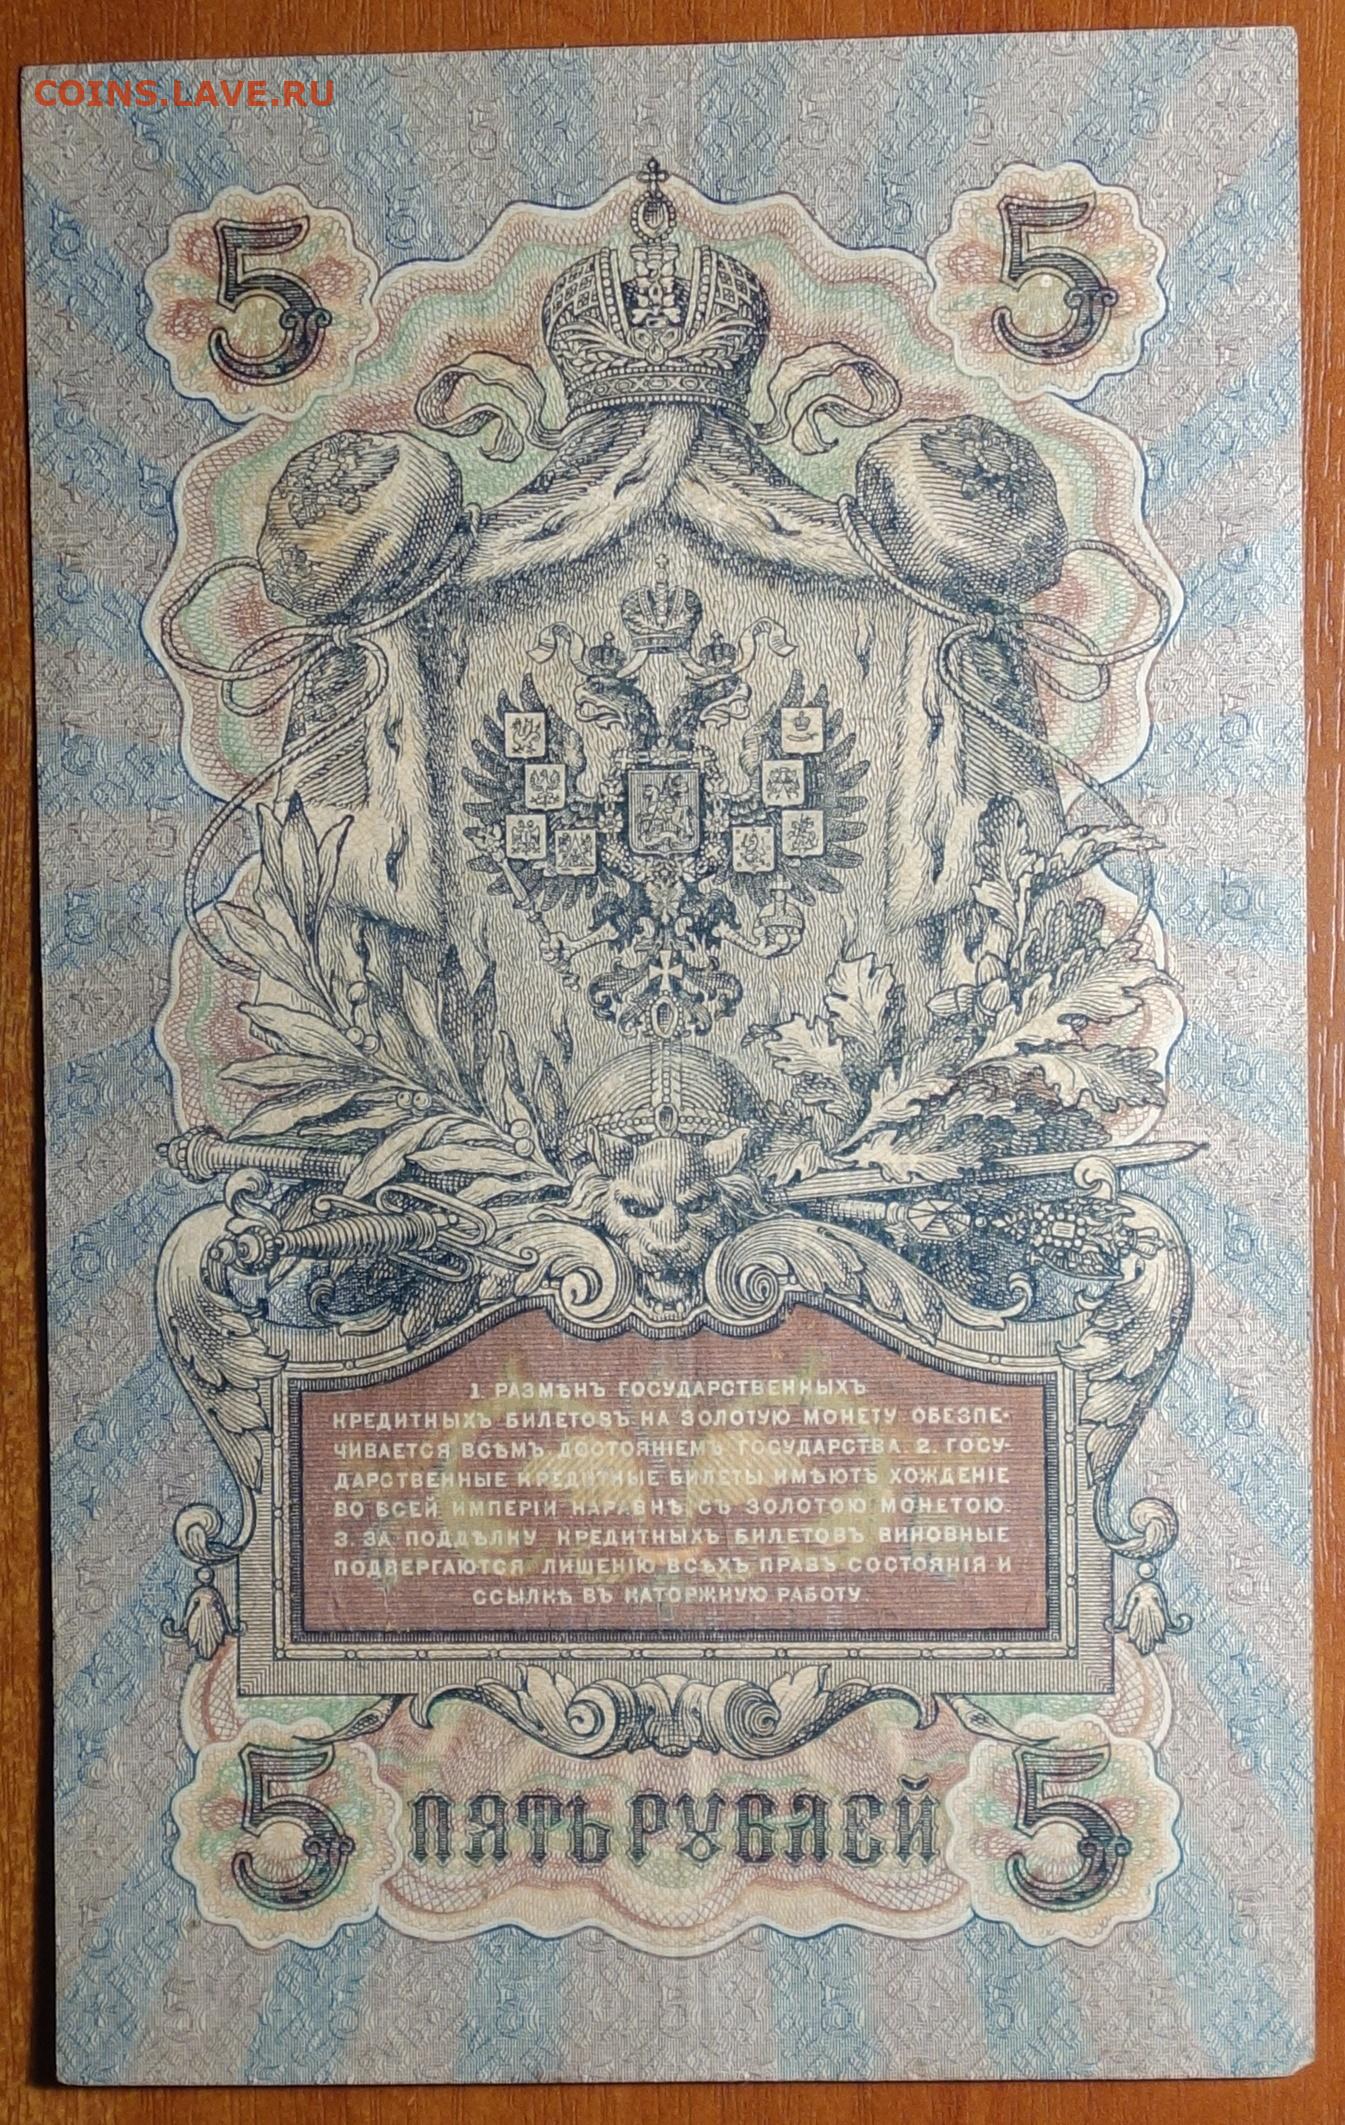 COINS.LAVE.RU
5 5
1. РАЗМѢНЪ ГОСУДАРСТВЕННЫХЪ
КРЕДИТНЫХЪ БИЛЕТОВЪ НА ЗОЛОТУЮ МОНЕТУ ОБЕЗПЕ-
ЧИВАЕТСЯ ВСѢМЪ ДОСТОЯНІЕМЪ ГОСУДАРСТВА. 2. ГОСУ-
ДАРСТВЕННЫЕ КРЕДИТНЫЕ БИЛЕТЫ ИМѢЮТЪ ХОЖДЕНІЕ
ВО ВСЕЙ ИМПЕРІИ НАРАВНѢ СЪ ЗОЛОТОЮ МОНЕТОЮ.
3. ЗА ПОДДѢЛКУ КРЕДИТНЫХЪ БИЛЕТОВЪ ВИНОВНЫЕ
ПОДВЕРГАЮТСЯ ЛИШЕНІЮ ВСѢХЪ ПРАВЪ СОСТОЯНІЯ И
ССЫЛКѢ ВЪ КАТОРЖНУЮ РАБОТУ.
5 ПЯТЬ РУБЛЕЙ 5